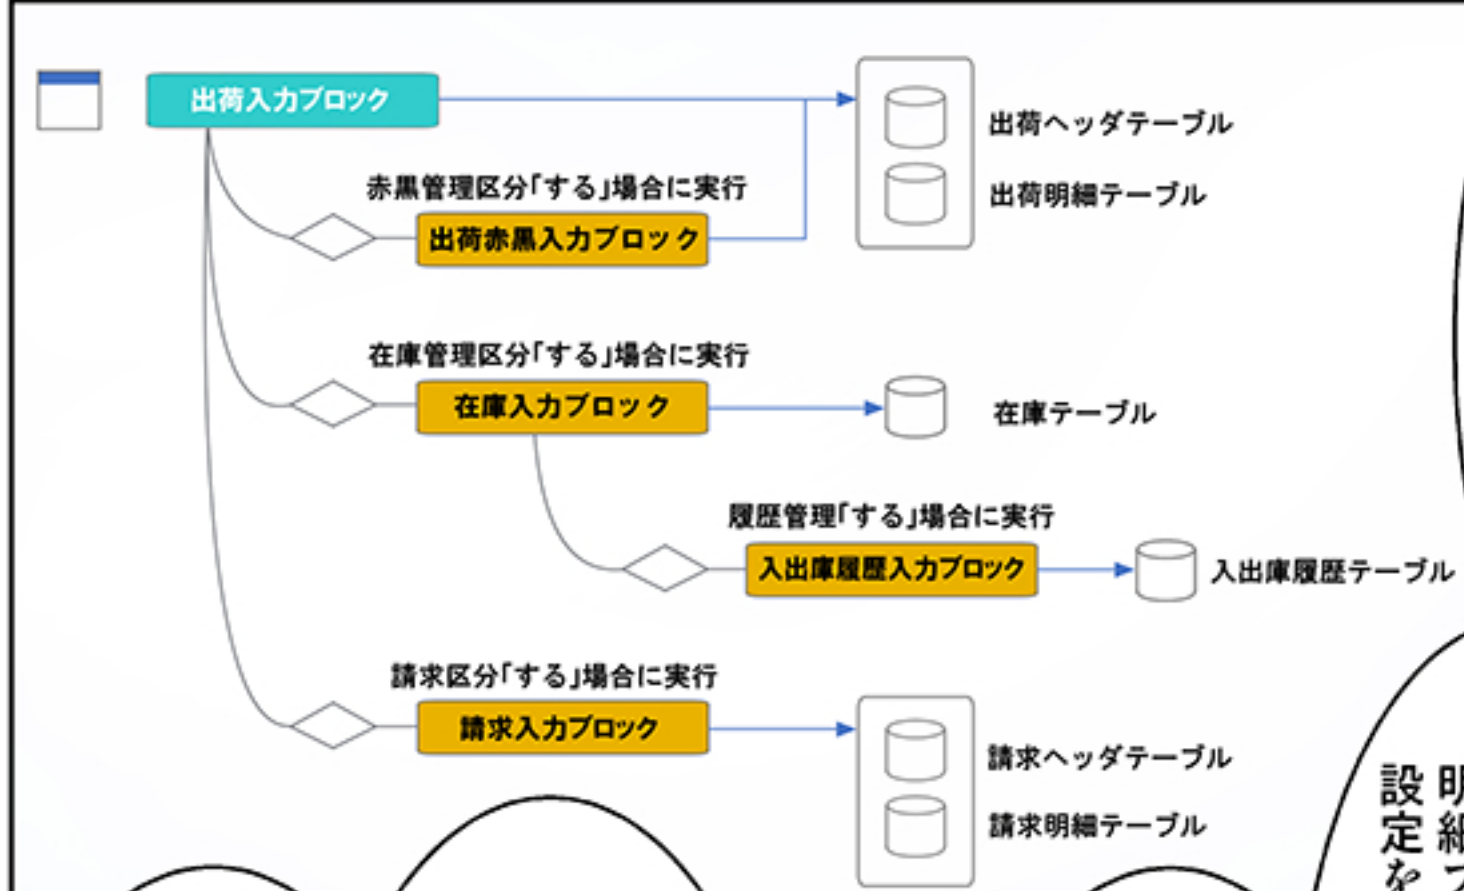 出荷入力ブロック
出荷ヘッダテーブル
赤黒管理区分「する」場合に実行
出荷明細テーブル
出荷赤黒入力ブロック
在庫管理区分「する」場合に実行
在庫入力ブロック
在庫テーブル
履歴管理「する」場合に実行
入出庫履歴入力ブロック
入出庫履歴テーブル
請求区分「する」場合に実行
請求入力ブロック
請求ヘッダテーブル
請求明細テーブル
明細
設定を